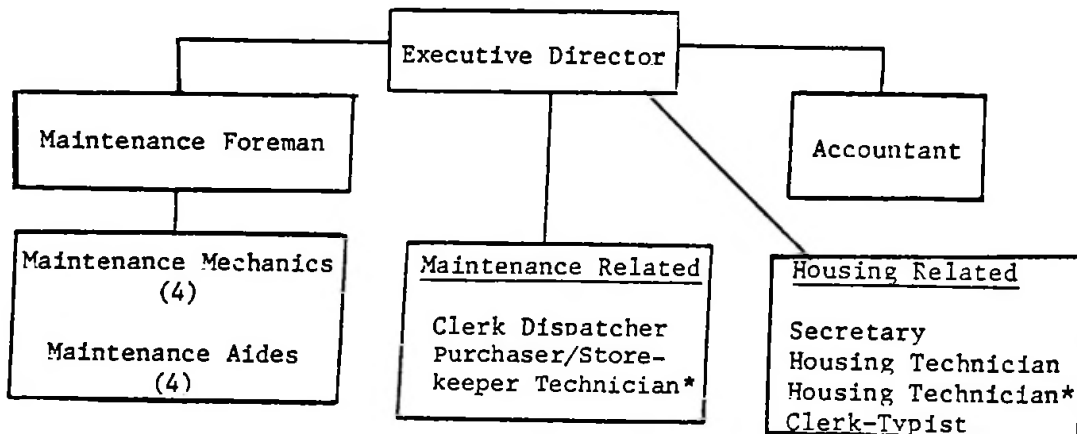 Executive Director
Maintenance Foreman
Accountant
Maintenance Mechanics
(4)
Maintenance Aides
(4)
Maintenance Related
Clerk Dispatcher
Purchaser/Store-
keeper Technician*
Housing Related
Secretary
Housing Technician
Housing Technician*
Clerk-Typist